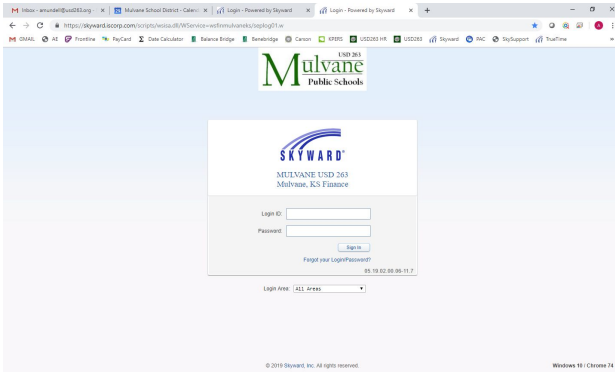 Inbox - amundell@usd263.org -
Mulvane School District - Calen
Login - Powered by Skyward
Login - Powered by Skyward
https://skyward.iscorp.com/scripts/wsisa.dll/WService=wsfinmulvaneks/seplog01.w
GMAIL AE Frontline PayCard Date Calculator Balance Bridge Benebridge Carson KPERS USD263 HR USD263 Skyward PAC SkySupport TrueTime
USD 263
Mulvane
Public Schools
SKYWARD®
MULVANE USD 263
Mulvane, KS Finance
Login ID:
Password:
Sign In
Forgot your Login/Password?
05.19.02.00.06-11.7
Login Area: All Areas
© 2019 Skyward, Inc. All rights reserved.
Windows 10 / Chrome 74